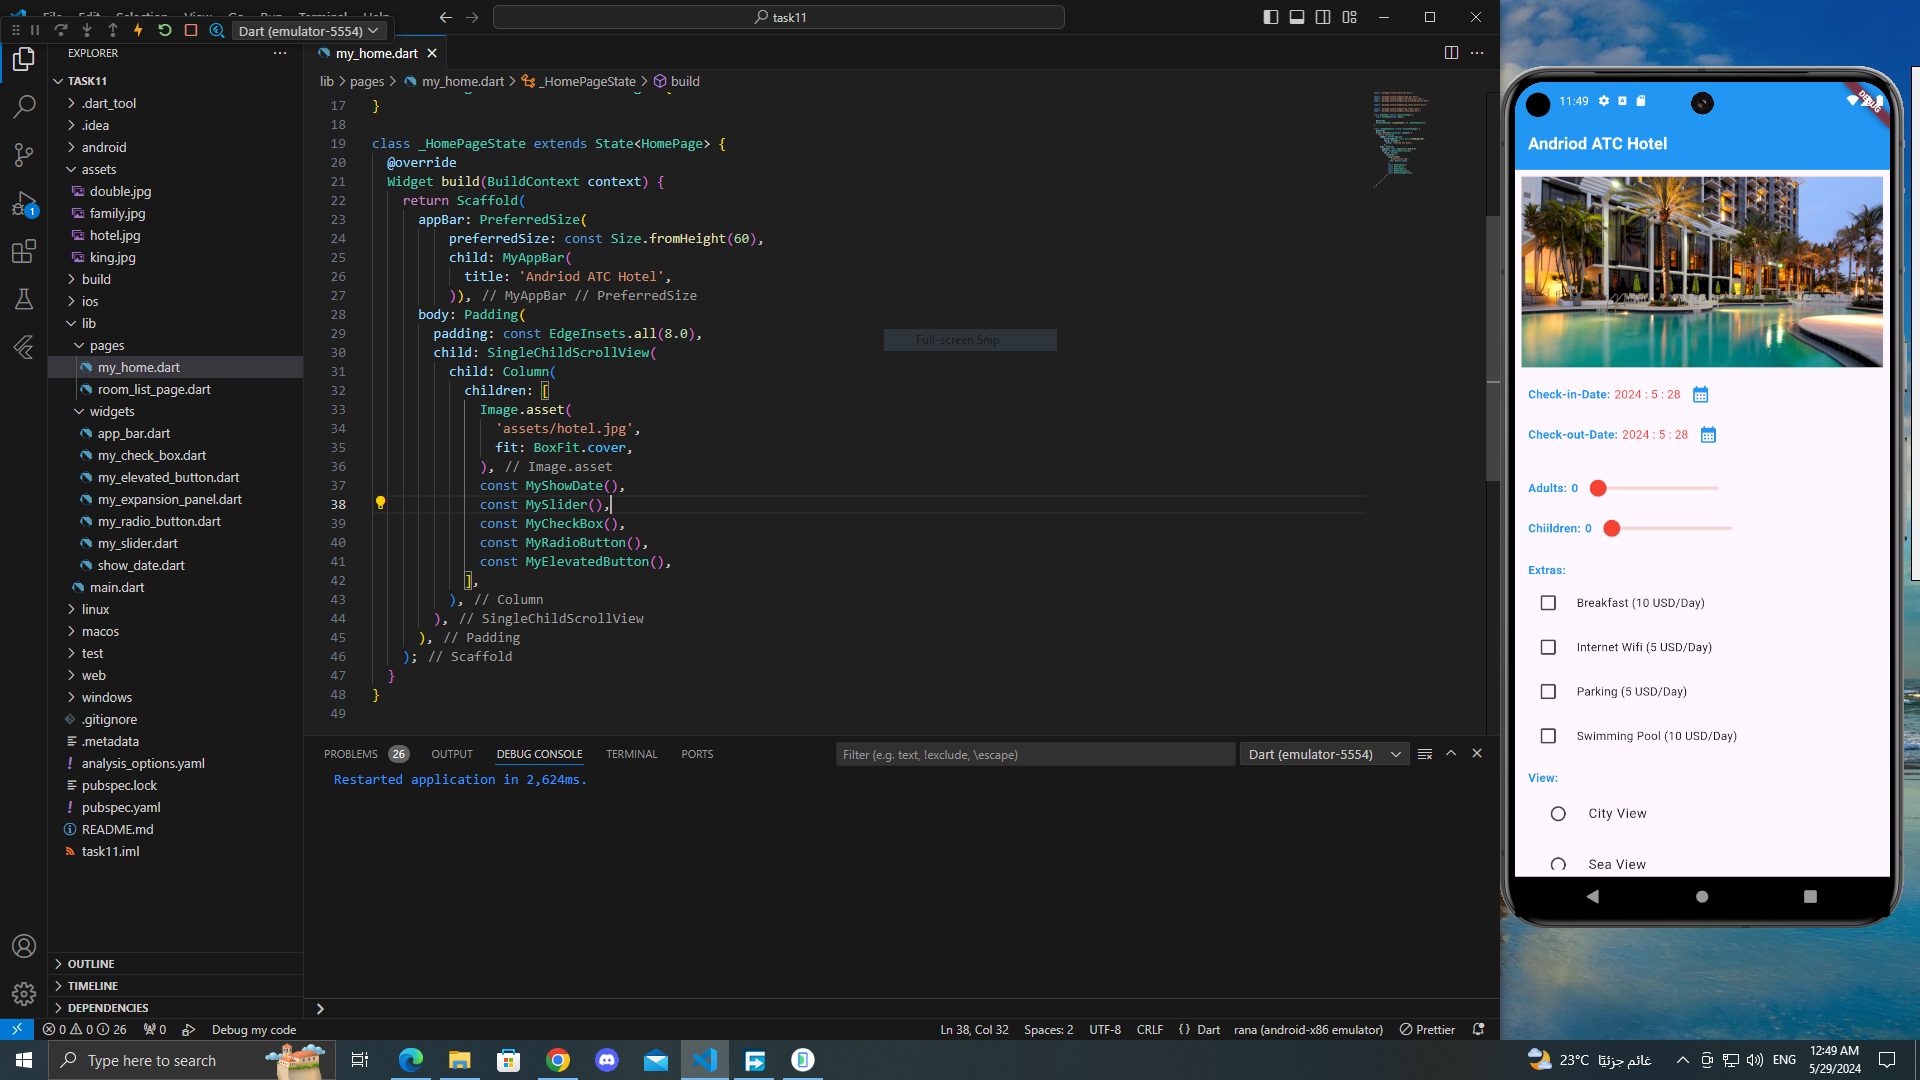 File Edit Selection View Go Run Terminal Help
task11
Dart (emulator-5554)
EXPLORER
my_home.dart
TASK11
lib > pages > my_home.dart > _HomePageState > build
.dart_tool
.idea
android
assets
double.jpg
family.jpg
hotel.jpg
king.jpg
build
ios
lib
pages
my_home.dart
room_list_page.dart
widgets
app_bar.dart
my_check_box.dart
my_elevated_button.dart
my_expansion_panel.dart
my_radio_button.dart
my_slider.dart
show_date.dart
main.dart
linux
macos
test
web
windows
.gitignore
.metadata
analysis_options.yaml
pubspec.lock
pubspec.yaml
README.md
task11.iml
OUTLINE
TIMELINE
DEPENDENCIES
1
17 }
18
19 class _HomePageState extends State<HomePage> {
20 @override
21 Widget build(BuildContext context) {
22 return Scaffold(
23 appBar: PreferredSize(
24 preferredSize: const Size.fromHeight(60),
25 child: MyAppBar(
26 title: 'Andriod ATC Hotel',
27 )), // MyAppBar // PreferredSize
28 body: Padding(
29 padding: const EdgeInsets.all(8.0),
30 child: SingleChildScrollView(
31 child: Column(
32 children: [
33 Image.asset(
34 'assets/hotel.jpg',
35 fit: BoxFit.cover,
36 ), // Image.asset
37 const MyShowDate(),
38 const MySlider(),
39 const MyCheckBox(),
40 const MyRadioButton(),
41 const MyElevatedButton(),
42 ],
43 ), // Column
44 ), // SingleChildScrollView
45 ), // Padding
46 ); // Scaffold
47 }
48 }
49
Full-screen Snip
PROBLEMS 26 OUTPUT DEBUG CONSOLE TERMINAL PORTS
Filter (e.g. text, !exclude, \escape)
Dart (emulator-5554)
Restarted application in 2,624ms.
0 0 26 0 Debug my code
Ln 38, Col 32 Spaces: 2 UTF-8 CRLF {} Dart rana (android-x86 emulator) Prettier
11:49
DEBUG
Andriod ATC Hotel
Check-in-Date: 2024 : 5 : 28
Check-out-Date: 2024 : 5 : 28
Adults: 0
Chiildren: 0
Extras:
Breakfast (10 USD/Day)
Internet Wifi (5 USD/Day)
Parking (5 USD/Day)
Swimming Pool (10 USD/Day)
View:
City View
Sea View
Type here to search
23°C غائم جزئيًا
ENG
12:49 AM
5/29/2024